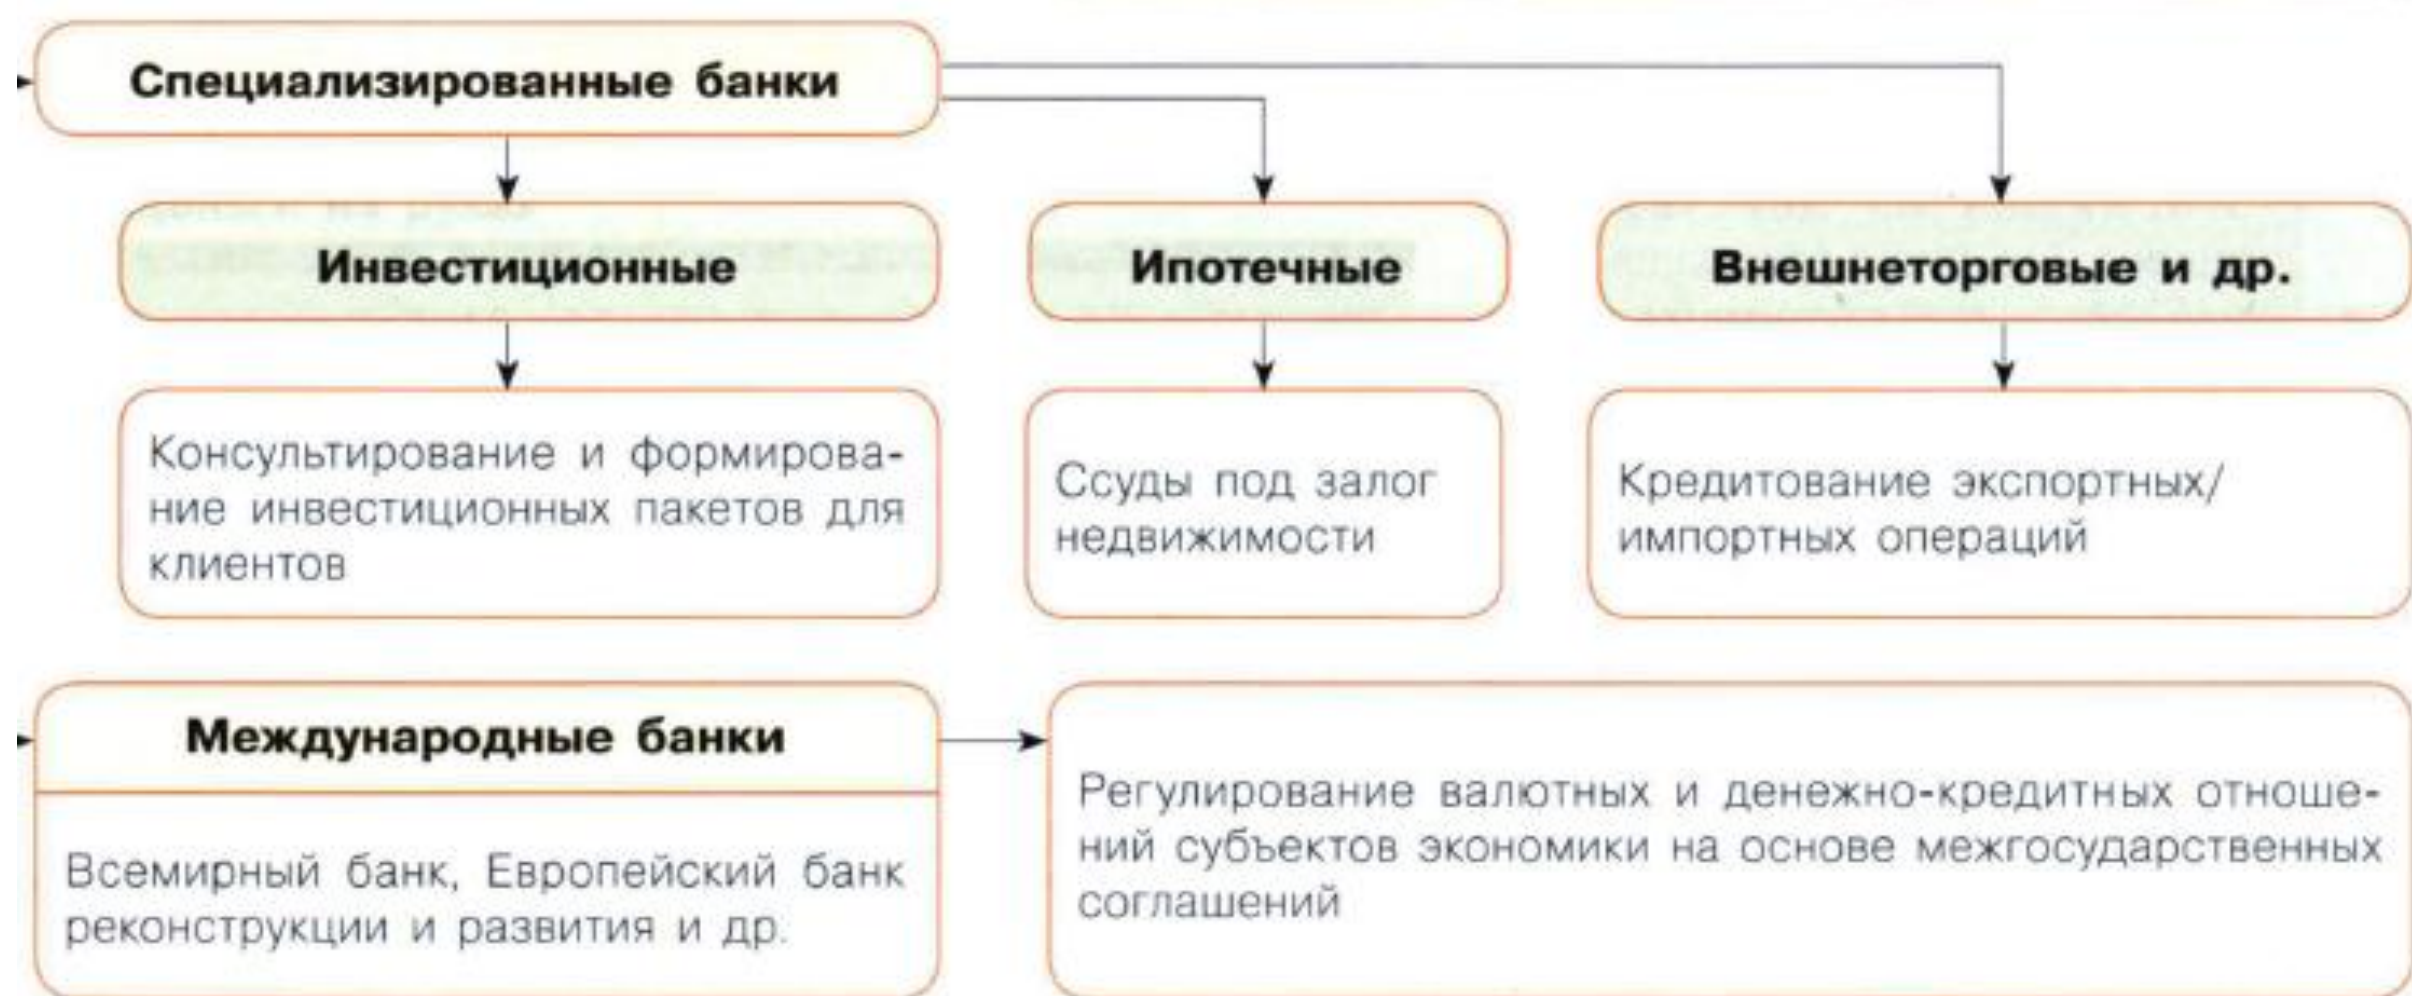 Специализированные банки
Инвестиционные
Ипотечные
Внешнеторговые и др.
Консультирование и формирова-
ние инвестиционных пакетов для
клиентов
Ссуды под залог
недвижимости
Кредитование экспортных/
импортных операций
Международные банки
Всемирный банк, Европейский банк
реконструкции и развития и др.
Регулирование валютных и денежно-кредитных отноше-
ний субъектов экономики на основе межгосударственных
соглашений